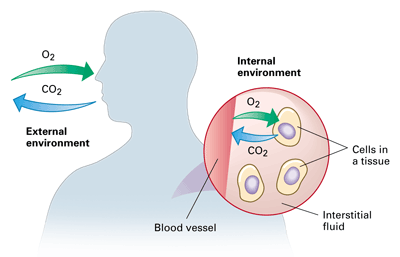 O2
CO2
External
environment
Internal
environment
O2
CO2
Cells in
a tissue
Blood vessel
Interstitial
fluid